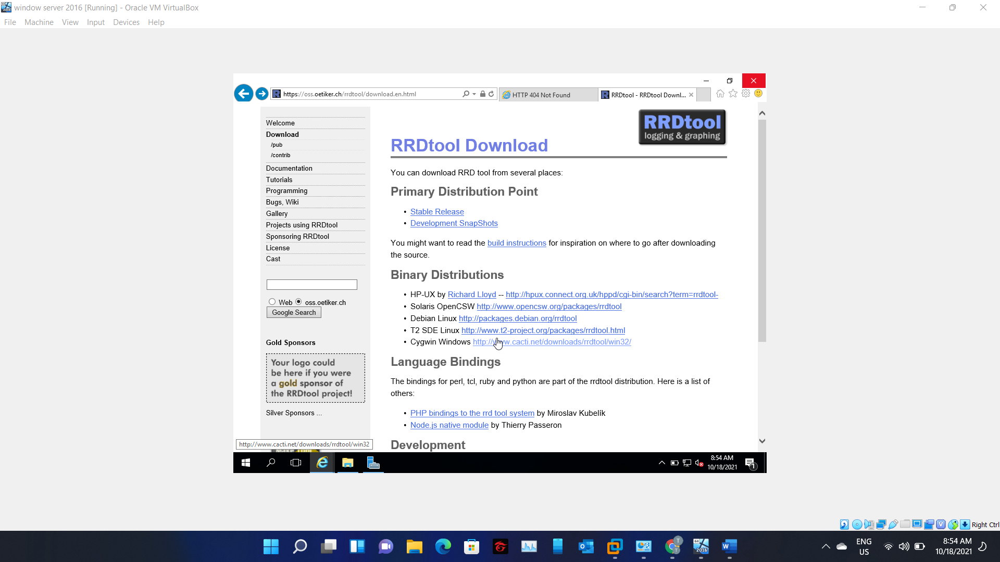 window server 2016 [Running] - Oracle VM VirtualBox
File Machine View Input Devices Help
https://oss.oetiker.ch/rrdtool/download.en.html
HTTP 404 Not Found
RRDtool - RRDtool Downl...
Welcome
Download
/pub
/contrib
Documentation
Tutorials
Programming
Bugs, Wiki
Gallery
Projects using RRDtool
Sponsoring RRDtool
License
Cast
Web oss.oetiker.ch
Google Search
Gold Sponsors
Your logo could
be here if you were
a gold sponsor of
the RRDtool project!
Silver Sponsors ...
http://www.cacti.net/downloads/rrdtool/win32
RRDtool
logging & graphing
RRDtool Download
You can download RRD tool from several places:
Primary Distribution Point
• Stable Release
• Development SnapShots
You might want to read the build instructions for inspiration on where to go after downloading
the source.
Binary Distributions
• HP-UX by Richard Lloyd -- http://hpux.connect.org.uk/hppd/cgi-bin/search?term=rrdtool-
• Solaris OpenCSW http://www.opencsw.org/packages/rrdtool
• Debian Linux http://packages.debian.org/rrdtool
• T2 SDE Linux http://www.t2-project.org/packages/rrdtool.html
• Cygwin Windows http://www.cacti.net/downloads/rrdtool/win32/
Language Bindings
The bindings for perl, tcl, ruby and python are part of the rrdtool distribution. Here is a list of
others:
• PHP bindings to the rrd tool system by Miroslav Kubelík
• Node.js native module by Thierry Passeron
Development
8:54 AM
10/18/2021
1
Right Ctrl
64
2016
ENG
US
8:54 AM
10/18/2021